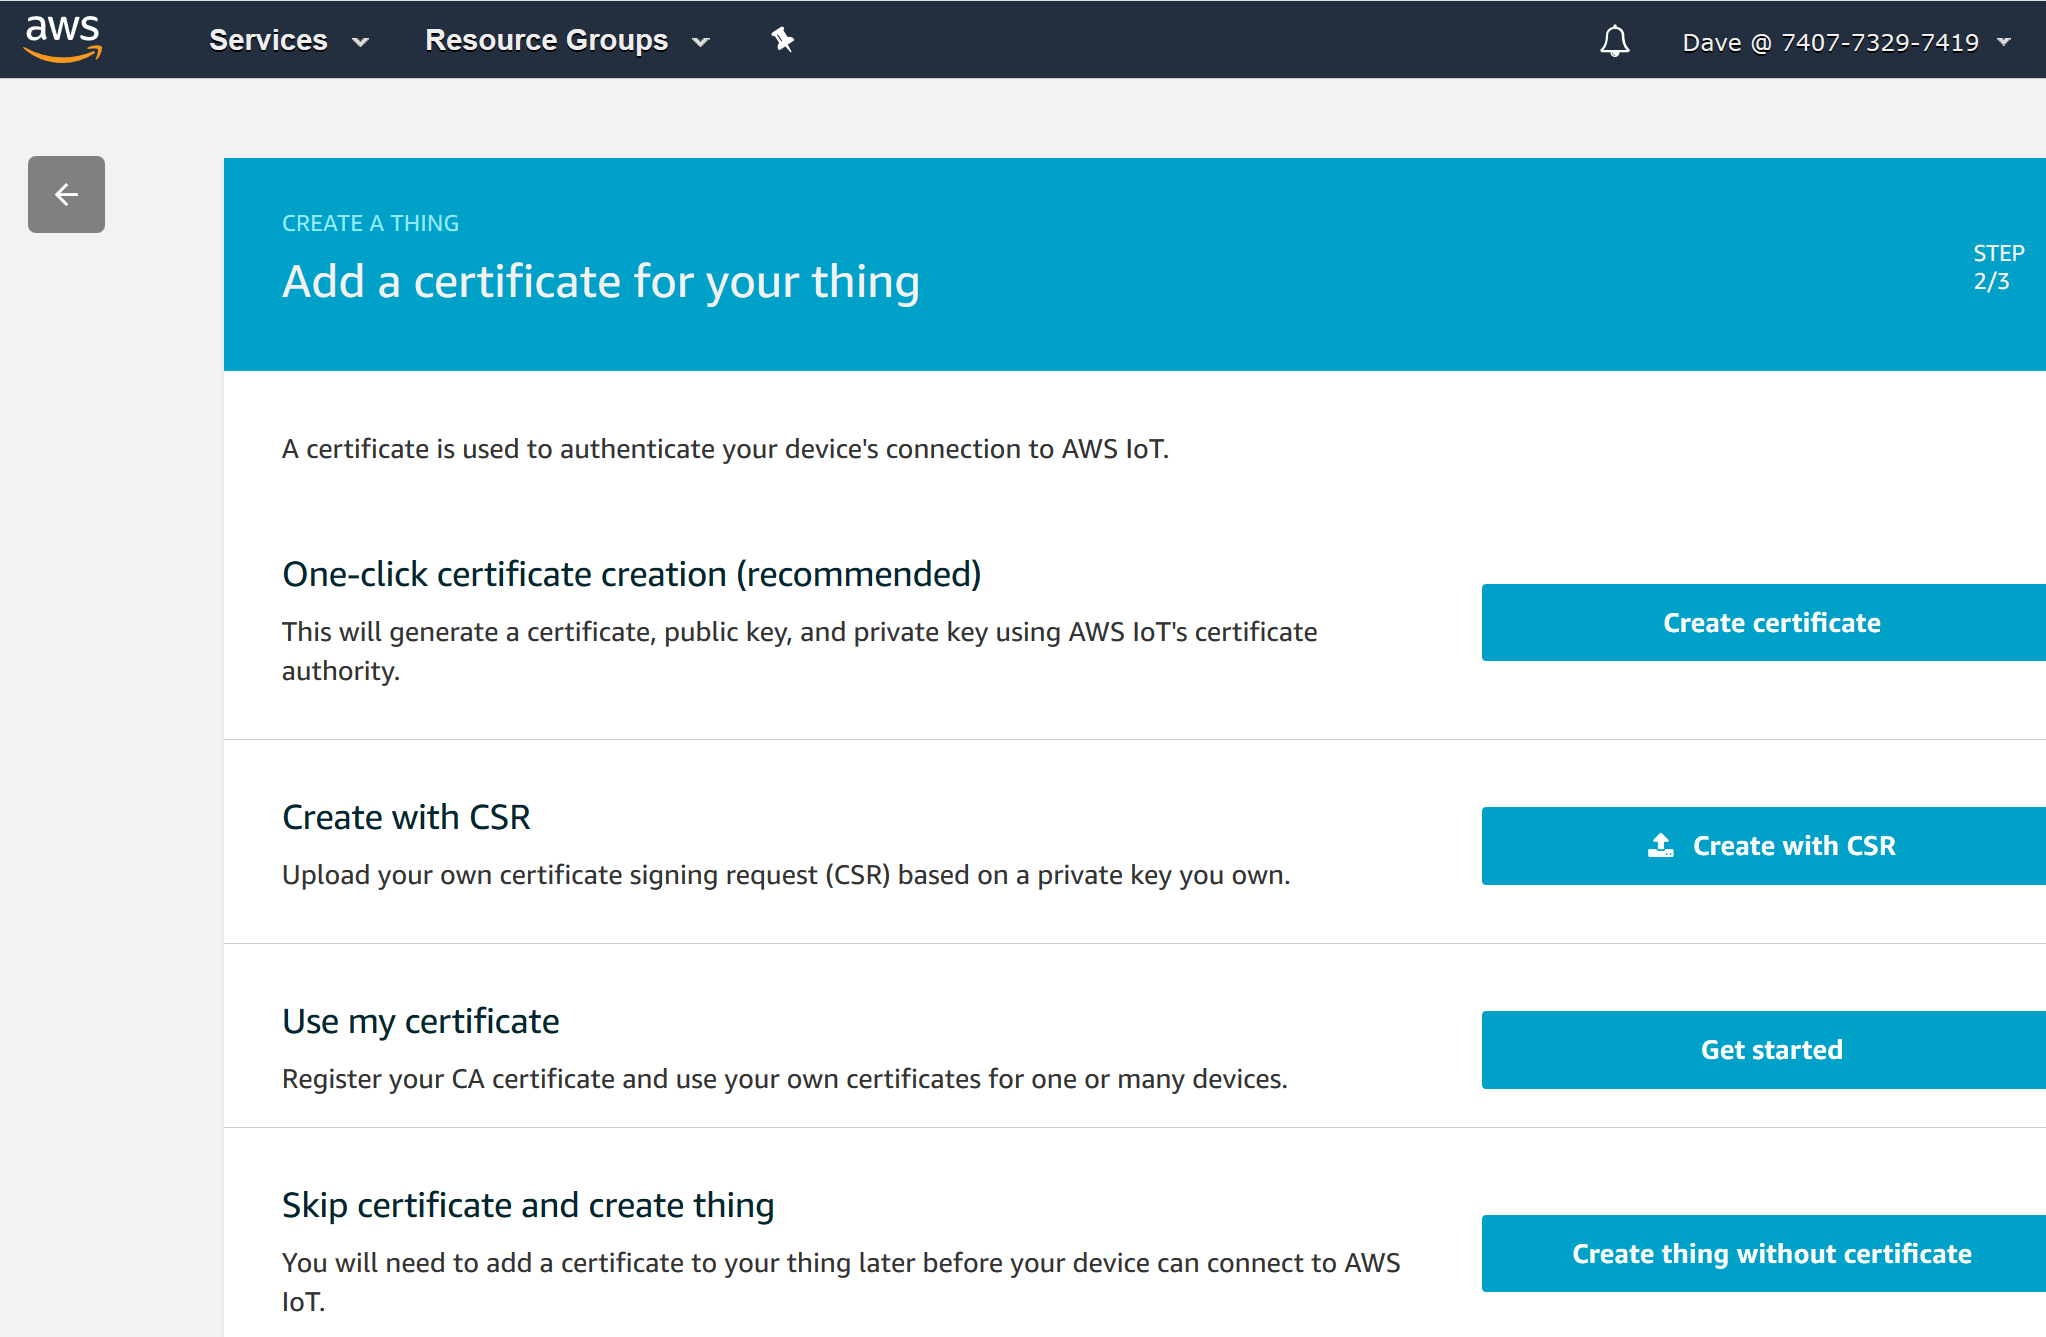 aws Services Resource Groups Dave @ 7407-7329-7419
CREATE A THING
Add a certificate for your thing
STEP
2/3
A certificate is used to authenticate your device's connection to AWS IoT.
One-click certificate creation (recommended)
This will generate a certificate, public key, and private key using AWS IoT's certificate
authority.
Create certificate
Create with CSR
Upload your own certificate signing request (CSR) based on a private key you own.
Create with CSR
Use my certificate
Register your CA certificate and use your own certificates for one or many devices.
Get started
Skip certificate and create thing
You will need to add a certificate to your thing later before your device can connect to AWS
IoT.
Create thing without certificate